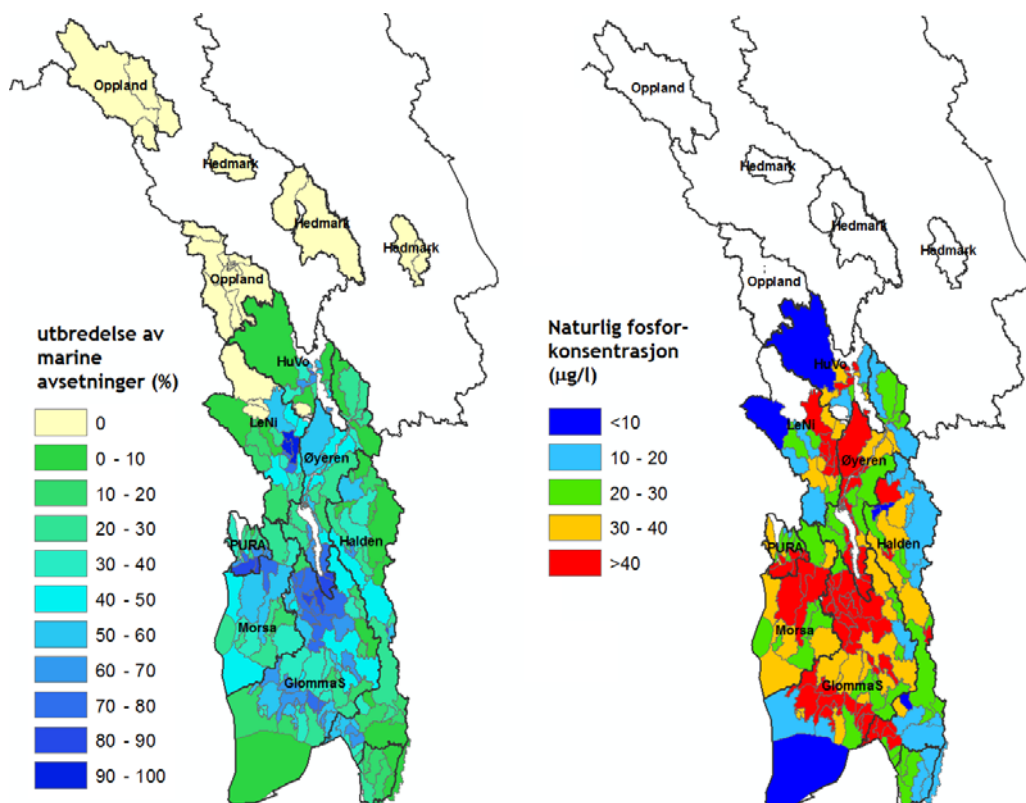 Oppland
Hedmark
Hedmark
Hedmark
Oppland
HuVo
LeNi
Øyeren
Halden
PURA
Morsa
GlommaS
utbredelse av
marine
avsetninger (%)
0
0 - 10
10 - 20
20 - 30
30 - 40
40 - 50
50 - 60
60 - 70
70 - 80
80 - 90
90 - 100
Oppland
Hedmark
Hedmark
Hedmark
Oppland
HuVo
LeNi
Øyeren
Halden
PURA
Morsa
GlommaS
Naturlig fosfor-
konsentrasjon
(µg/l)
<10
10 - 20
20 - 30
30 - 40
>40